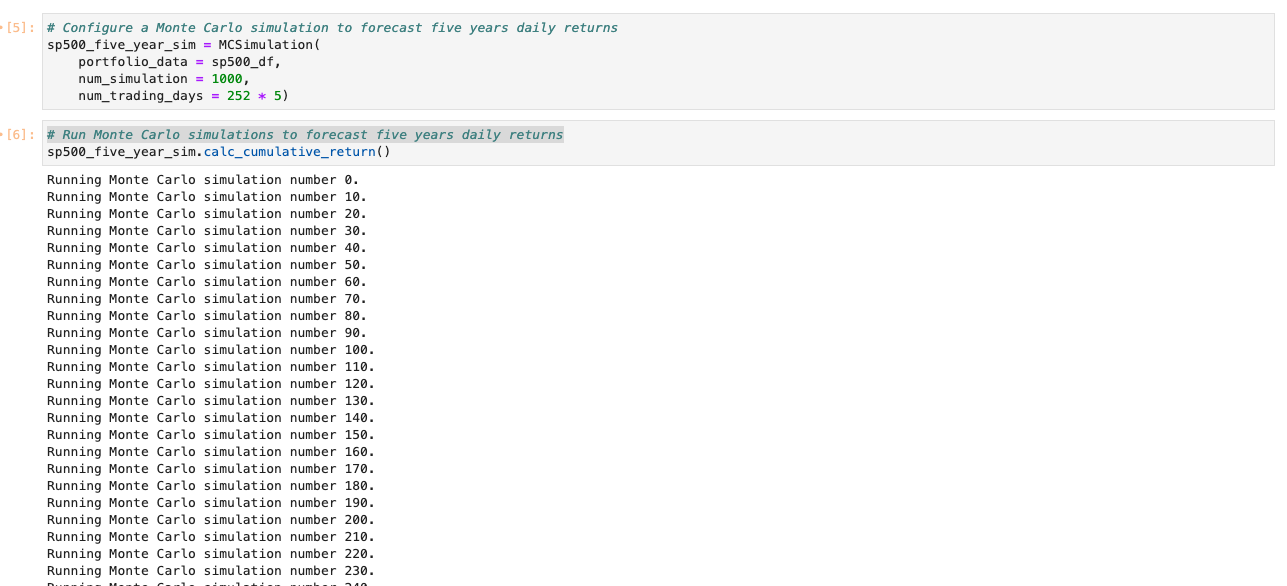 [5]: # Configure a Monte Carlo simulation to forecast five years daily returns
sp500_five_year_sim = MCSimulation(
    portfolio_data = sp500_df,
    num_simulation = 1000,
    num_trading_days = 252 * 5)
[6]: # Run Monte Carlo simulations to forecast five years daily returns
sp500_five_year_sim.calc_cumulative_return()
Running Monte Carlo simulation number 0.
Running Monte Carlo simulation number 10.
Running Monte Carlo simulation number 20.
Running Monte Carlo simulation number 30.
Running Monte Carlo simulation number 40.
Running Monte Carlo simulation number 50.
Running Monte Carlo simulation number 60.
Running Monte Carlo simulation number 70.
Running Monte Carlo simulation number 80.
Running Monte Carlo simulation number 90.
Running Monte Carlo simulation number 100.
Running Monte Carlo simulation number 110.
Running Monte Carlo simulation number 120.
Running Monte Carlo simulation number 130.
Running Monte Carlo simulation number 140.
Running Monte Carlo simulation number 150.
Running Monte Carlo simulation number 160.
Running Monte Carlo simulation number 170.
Running Monte Carlo simulation number 180.
Running Monte Carlo simulation number 190.
Running Monte Carlo simulation number 200.
Running Monte Carlo simulation number 210.
Running Monte Carlo simulation number 220.
Running Monte Carlo simulation number 230.
Running Monte Carlo simulation number 240.